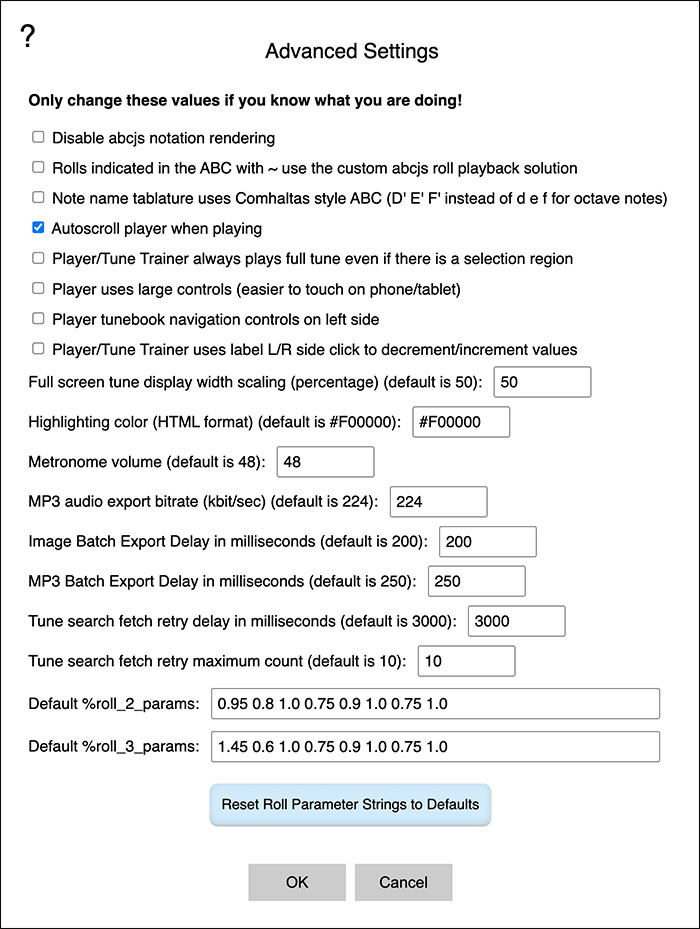 ?
Advanced Settings
Only change these values if you know what you are doing!
Disable abcjs notation rendering
Rolls indicated in the ABC with ~ use the custom abcjs roll playback solution
Note name tablature uses Comhaltas style ABC (D' E' F' instead of d e f for octave notes)
Autoscroll player when playing
Player/Tune Trainer always plays full tune even if there is a selection region
Player uses large controls (easier to touch on phone/tablet)
Player tunebook navigation controls on left side
Player/Tune Trainer uses label L/R side click to decrement/increment values
Full screen tune display width scaling (percentage) (default is 50): 50
Highlighting color (HTML format) (default is #F00000): #F00000
Metronome volume (default is 48): 48
MP3 audio export bitrate (kbit/sec) (default is 224): 224
Image Batch Export Delay in milliseconds (default is 200): 200
MP3 Batch Export Delay in milliseconds (default is 250): 250
Tune search fetch retry delay in milliseconds (default is 3000): 3000
Tune search fetch retry maximum count (default is 10): 10
Default %roll_2_params: 0.95 0.8 1.0 0.75 0.9 1.0 0.75 1.0
Default %roll_3_params: 1.45 0.6 1.0 0.75 0.9 1.0 0.75 1.0
Reset Roll Parameter Strings to Defaults
OK Cancel